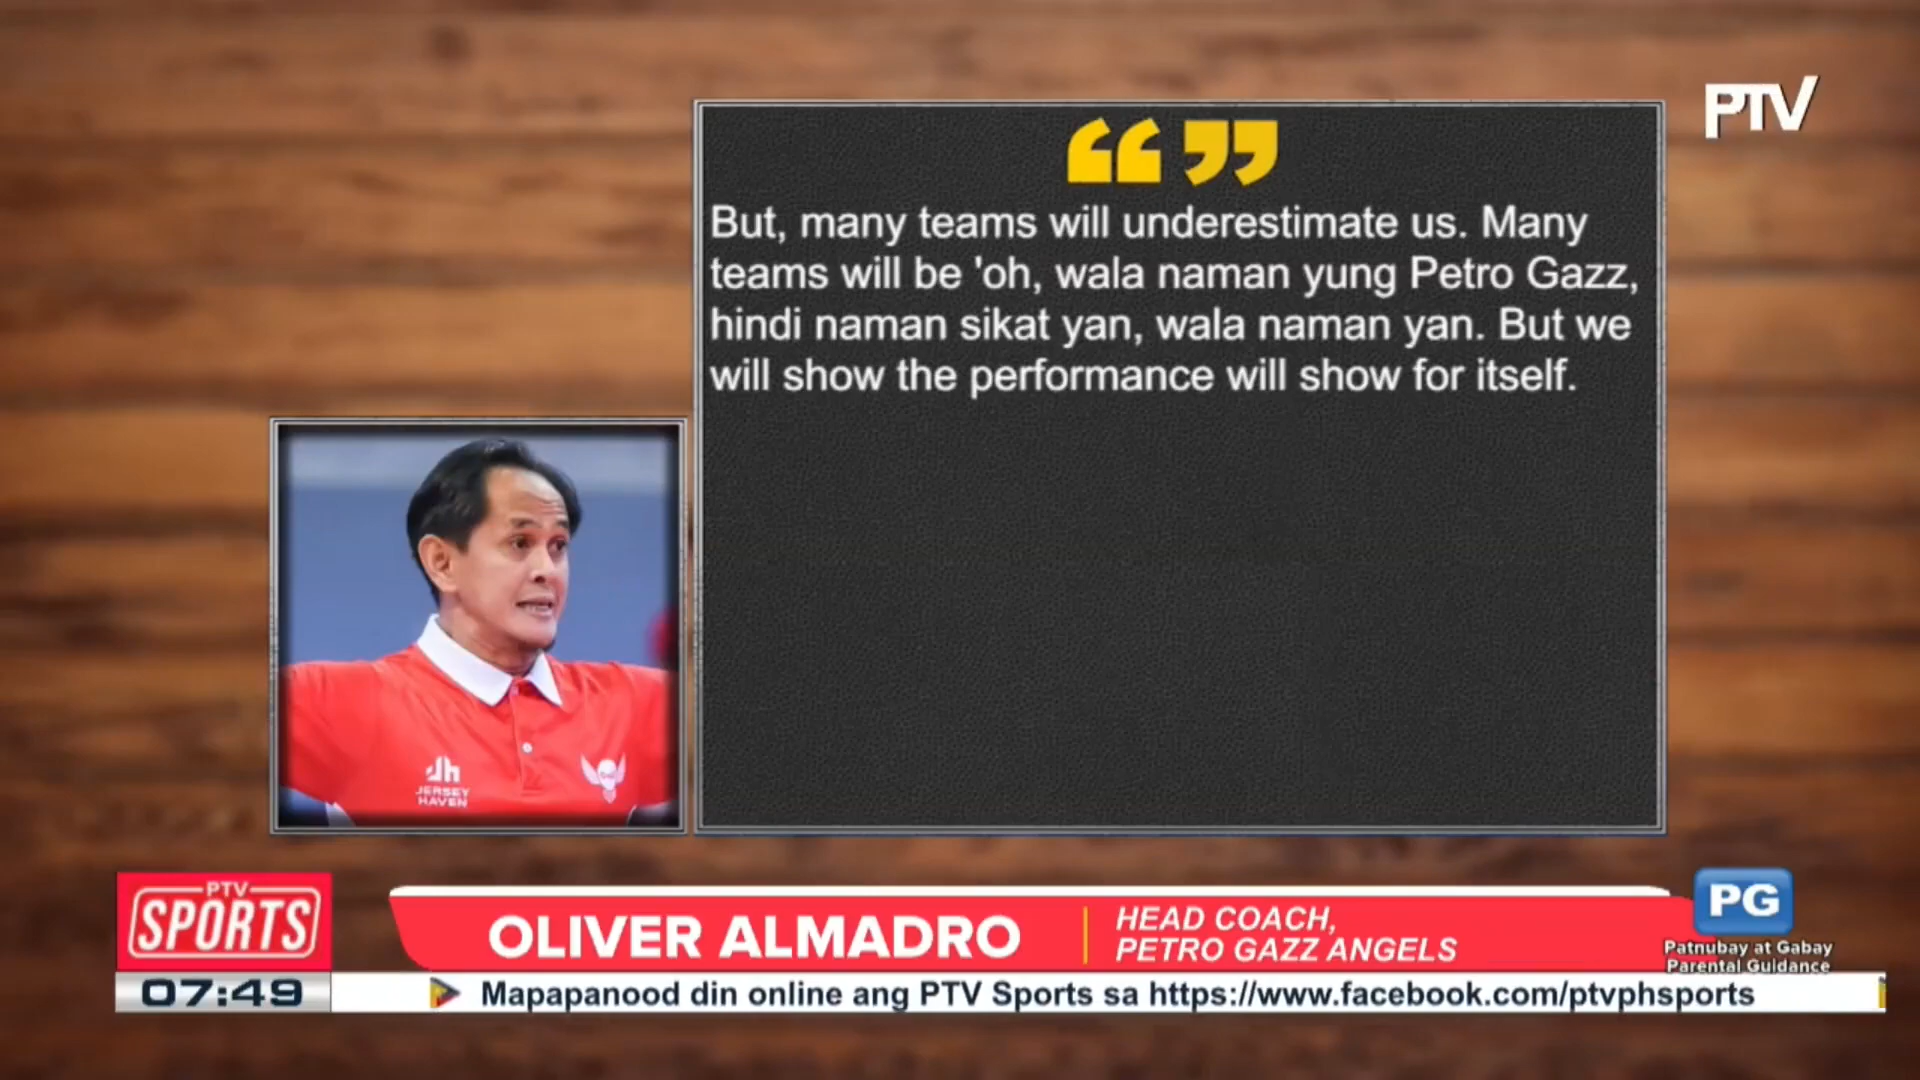 PTV
“ ”
But, many teams will underestimate us. Many
teams will be 'oh, wala naman yung Petro Gazz,
hindi naman sikat yan, wala naman yan. But we
will show the performance will show for itself.
Jh
JERSEY
HAVEN
PTV
SPORTS
OLIVER ALMADRO
HEAD COACH,
PETRO GAZZ ANGELS
PG
Patnubay at Gabay
Parental Guidance
07:49
Mapapanood din online ang PTV Sports sa https://www.facebook.com/ptvphsports